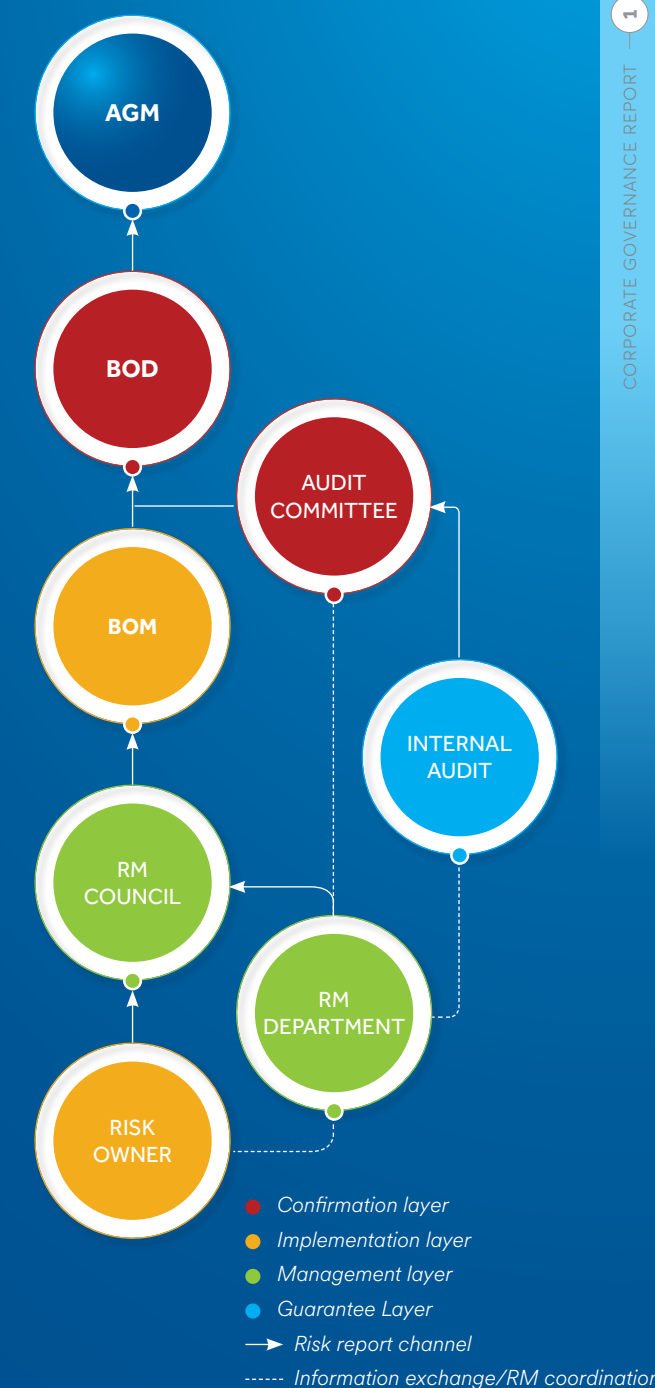 1
CORPORATE GOVERNANCE REPORT
AGM
BOD
AUDIT
COMMITTEE
BOM
INTERNAL
AUDIT
RM
COUNCIL
RM
DEPARTMENT
RISK
OWNER
Confirmation layer
Implementation layer
Management layer
Guarantee Layer
Risk report channel
Information exchange/RM coordination